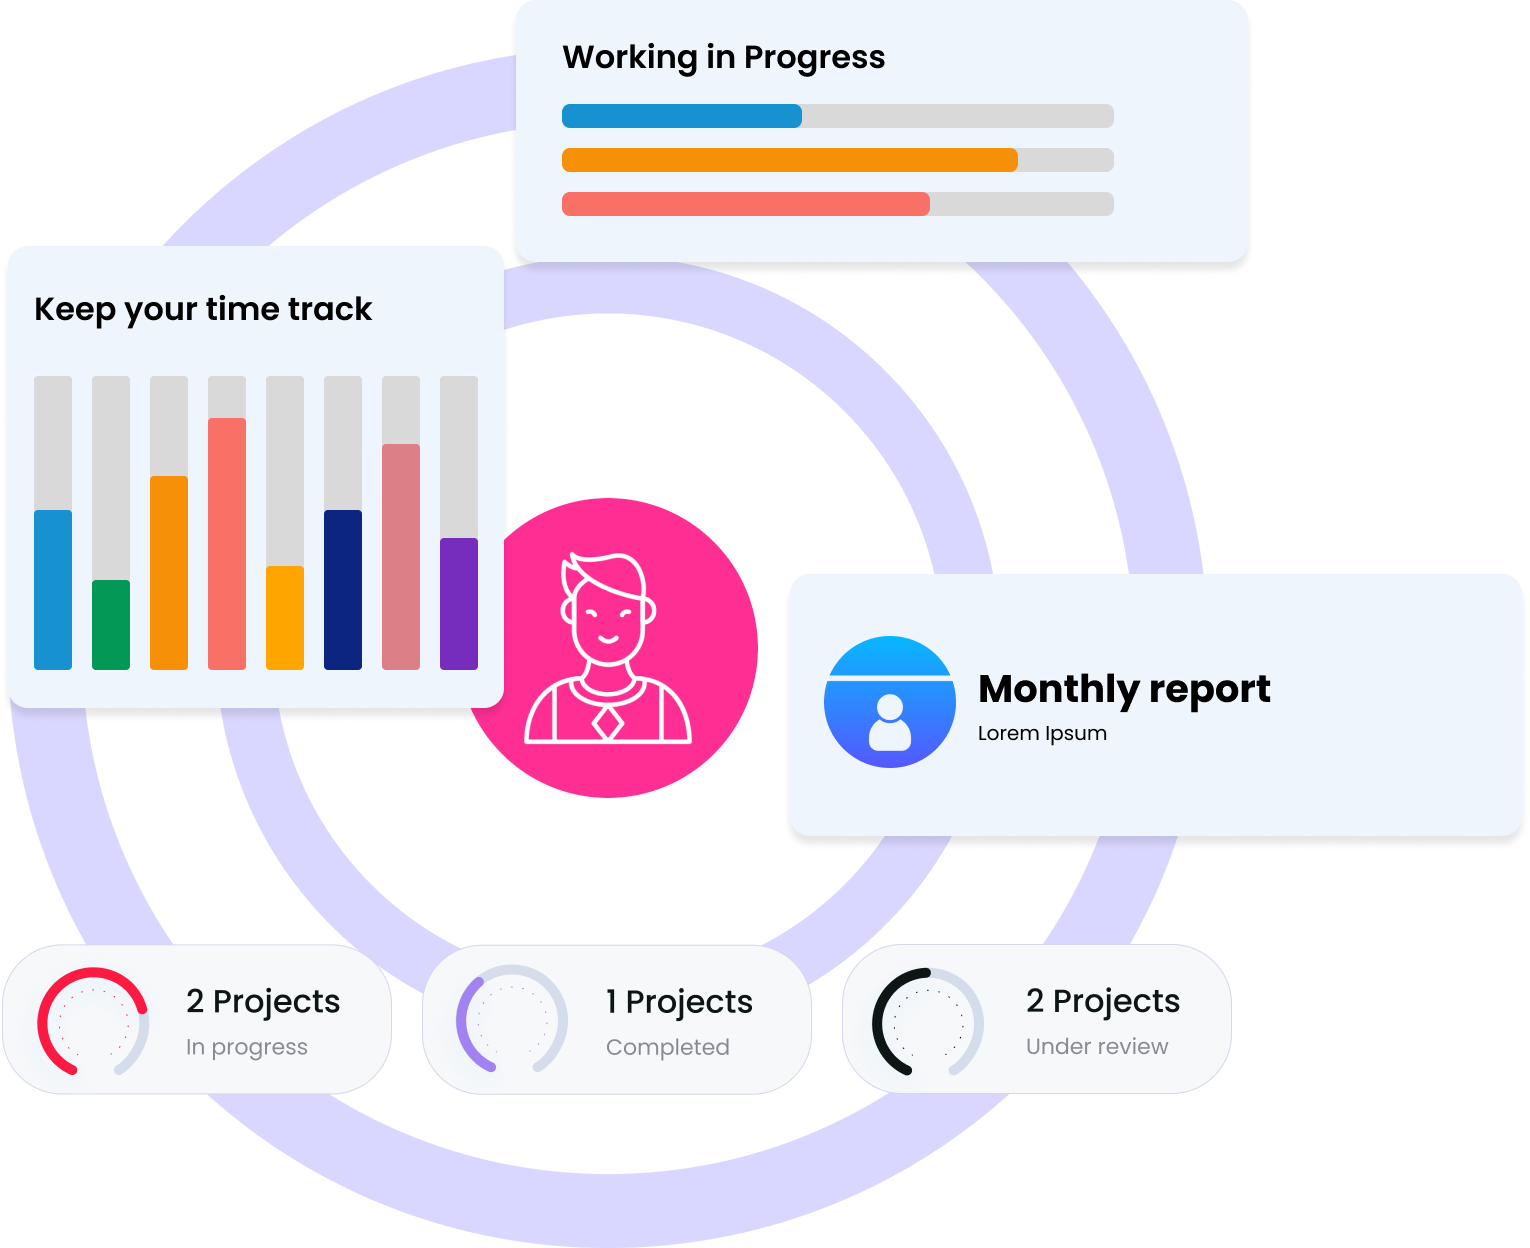 Working in Progress
Keep your time track
Monthly report
Lorem Ipsum
2 Projects
In progress
1 Projects
Completed
2 Projects
Under review